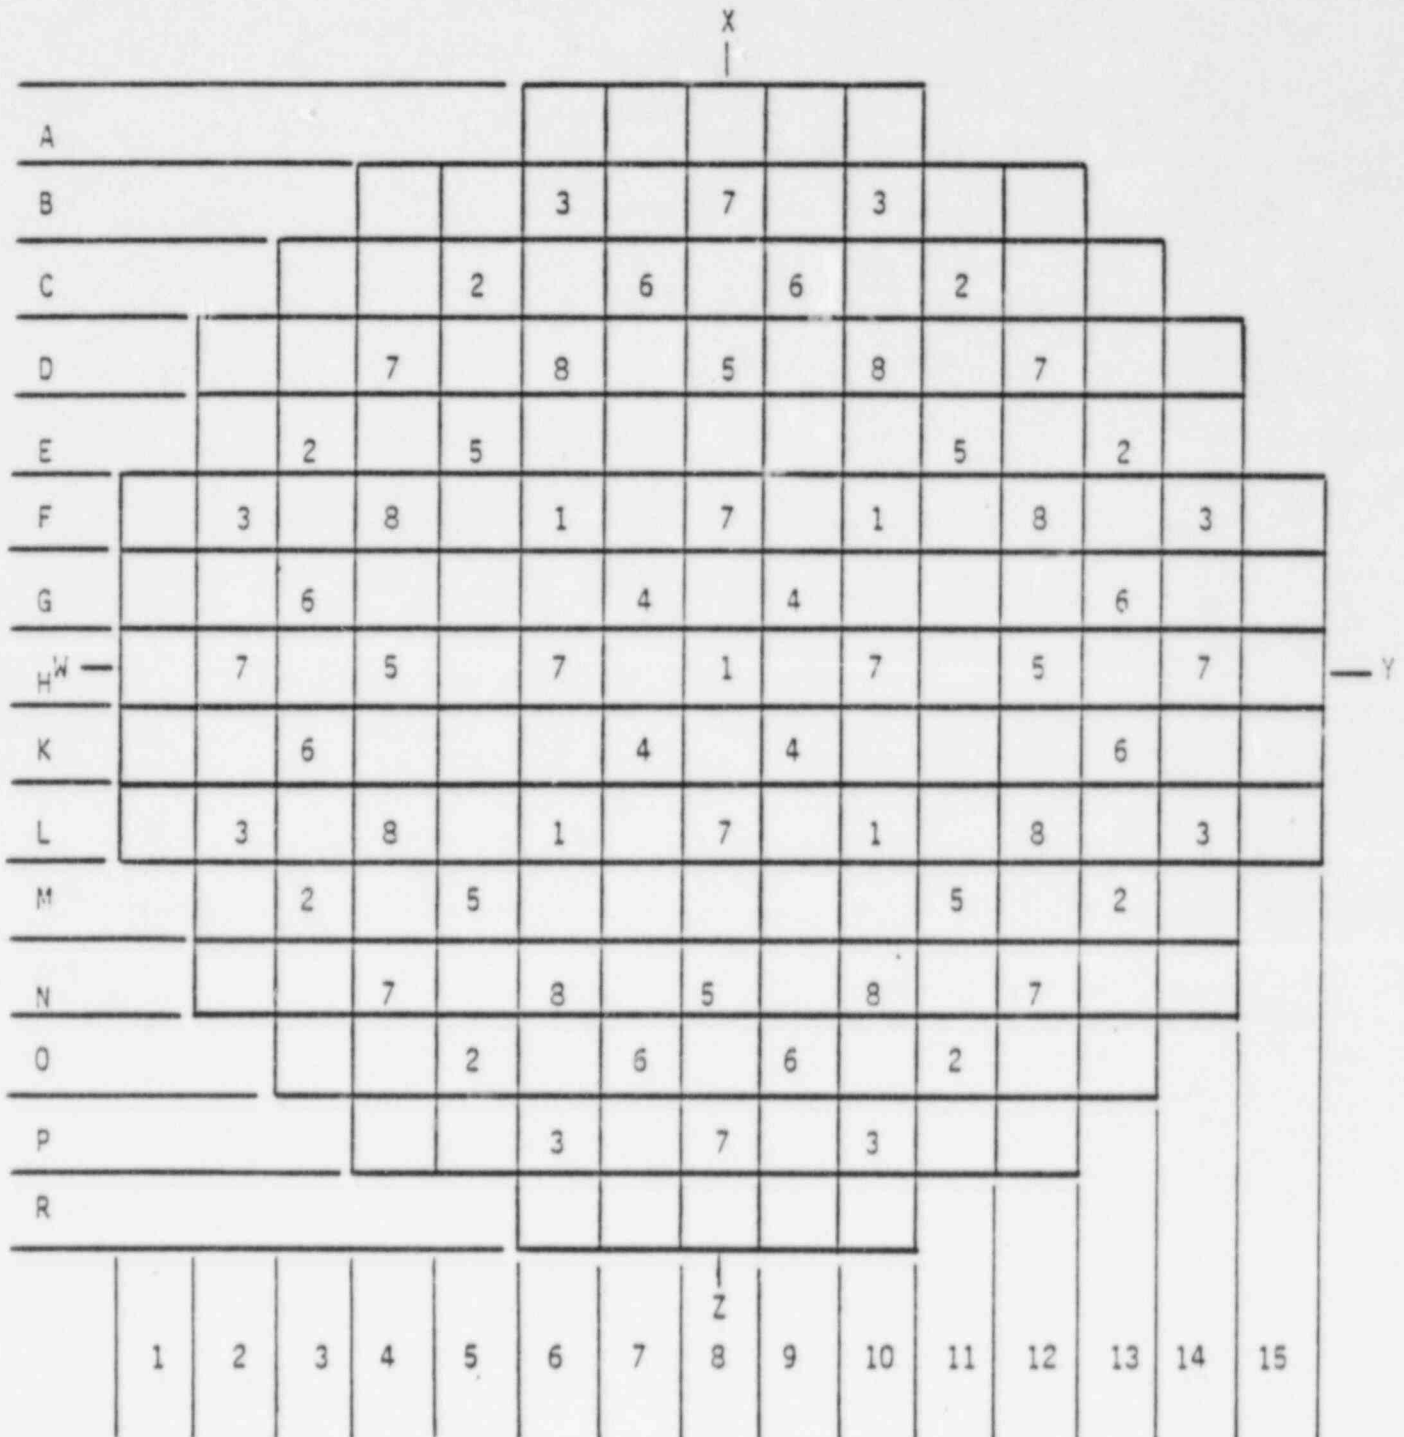 X
A
B 3 7 3
C 2 6 6 2
D 7 8 5 8 7
E 2 5 5 2
F 3 8 1 7 1 8 3
G 6 4 4 6
H W 7 5 7 1 7 5 7 Y
K 6 4 4 6
L 3 8 1 7 1 8 3
M 2 5 5 2
N 7 8 5 8 7
O 2 6 6 2
P 3 7 3
R
Z
1 2 3 4 5 6 7 8 9 10 11 12 13 14 15